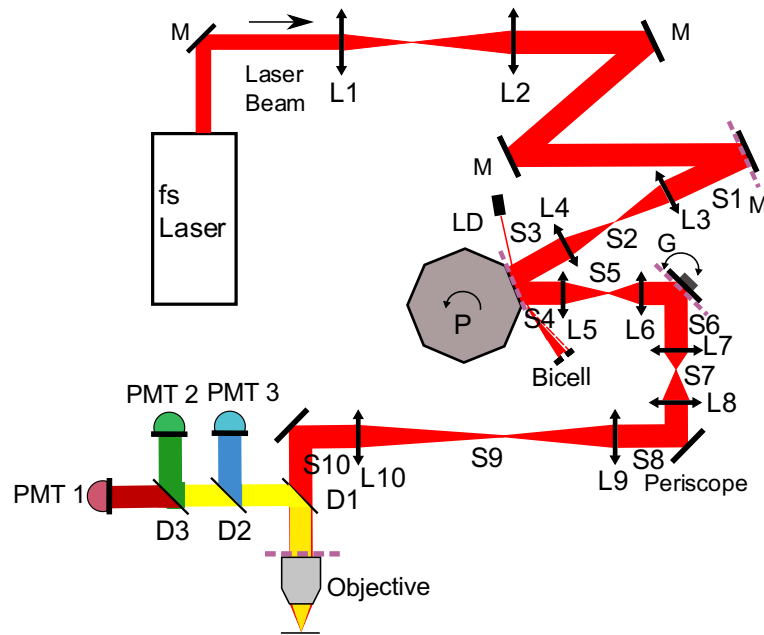 M
Laser
Beam
L1
L2
M
fs
Laser
M
S1
M
L3
LD
S3
L4
S2
G
P
S4
S5
L5
L6
S6
L7
S7
L8
Bicell
PMT 2
PMT 3
S10
L10
S9
L9
S8
Periscope
PMT 1
D3
D2
D1
Objective